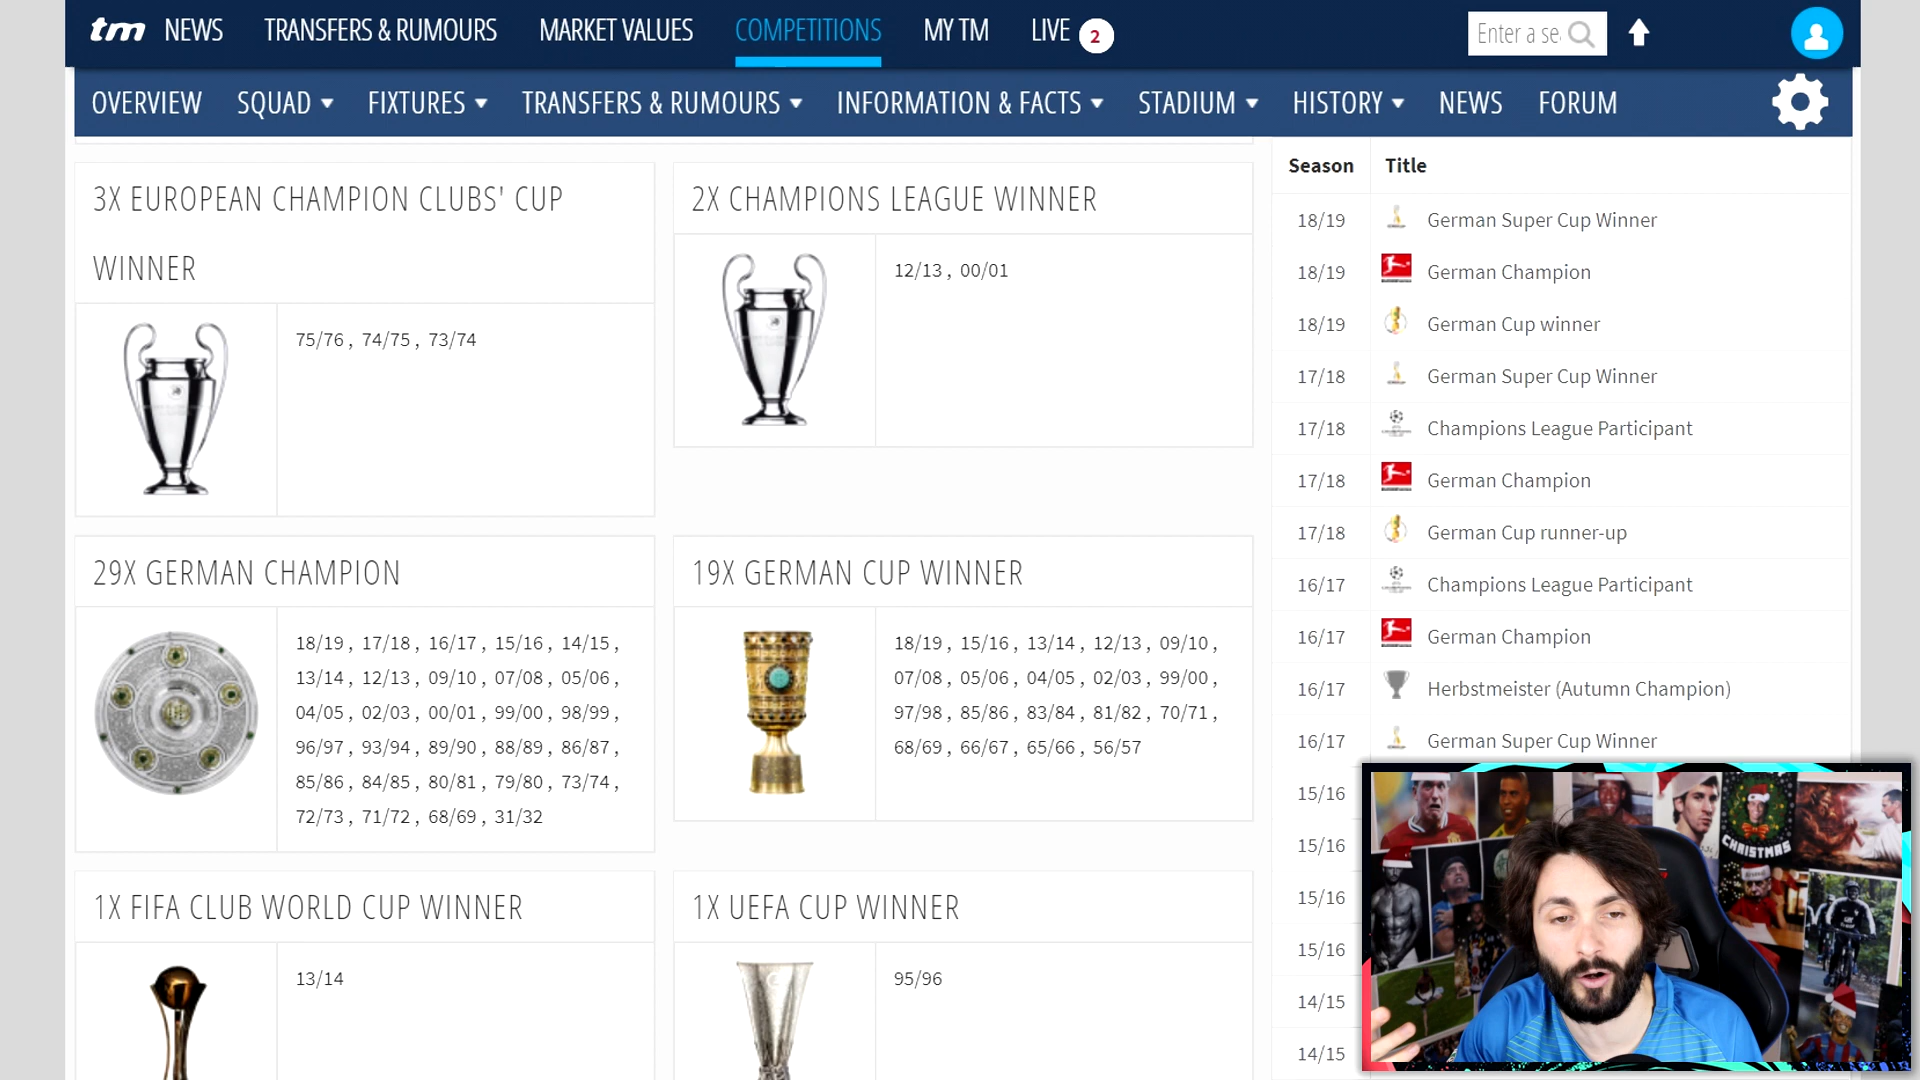 tm NEWS TRANSFERS & RUMOURS MARKET VALUES COMPETITIONS MY TM LIVE 2 Enter a se
OVERVIEW SQUAD FIXTURES TRANSFERS & RUMOURS INFORMATION & FACTS STADIUM HISTORY NEWS FORUM
3X EUROPEAN CHAMPION CLUBS' CUP
WINNER
75/76 , 74/75 , 73/74
2X CHAMPIONS LEAGUE WINNER
12/13 , 00/01
29X GERMAN CHAMPION
18/19 , 17/18 , 16/17 , 15/16 , 14/15 ,
13/14 , 12/13 , 09/10 , 07/08 , 05/06 ,
04/05 , 02/03 , 00/01 , 99/00 , 98/99 ,
96/97 , 93/94 , 89/90 , 88/89 , 86/87 ,
85/86 , 84/85 , 80/81 , 79/80 , 73/74 ,
72/73 , 71/72 , 68/69 , 31/32
19X GERMAN CUP WINNER
18/19 , 15/16 , 13/14 , 12/13 , 09/10 ,
07/08 , 05/06 , 04/05 , 02/03 , 99/00 ,
97/98 , 85/86 , 83/84 , 81/82 , 70/71 ,
68/69 , 66/67 , 65/66 , 56/57
1X FIFA CLUB WORLD CUP WINNER
13/14
1X UEFA CUP WINNER
95/96
Season Title
18/19 German Super Cup Winner
18/19 German Champion
18/19 German Cup winner
17/18 German Super Cup Winner
17/18 Champions League Participant
17/18 German Champion
17/18 German Cup runner-up
16/17 Champions League Participant
16/17 German Champion
16/17 Herbstmeister (Autumn Champion)
16/17 German Super Cup Winner
15/16
15/16
15/16
15/16
14/15
14/15
CHRISTMAS